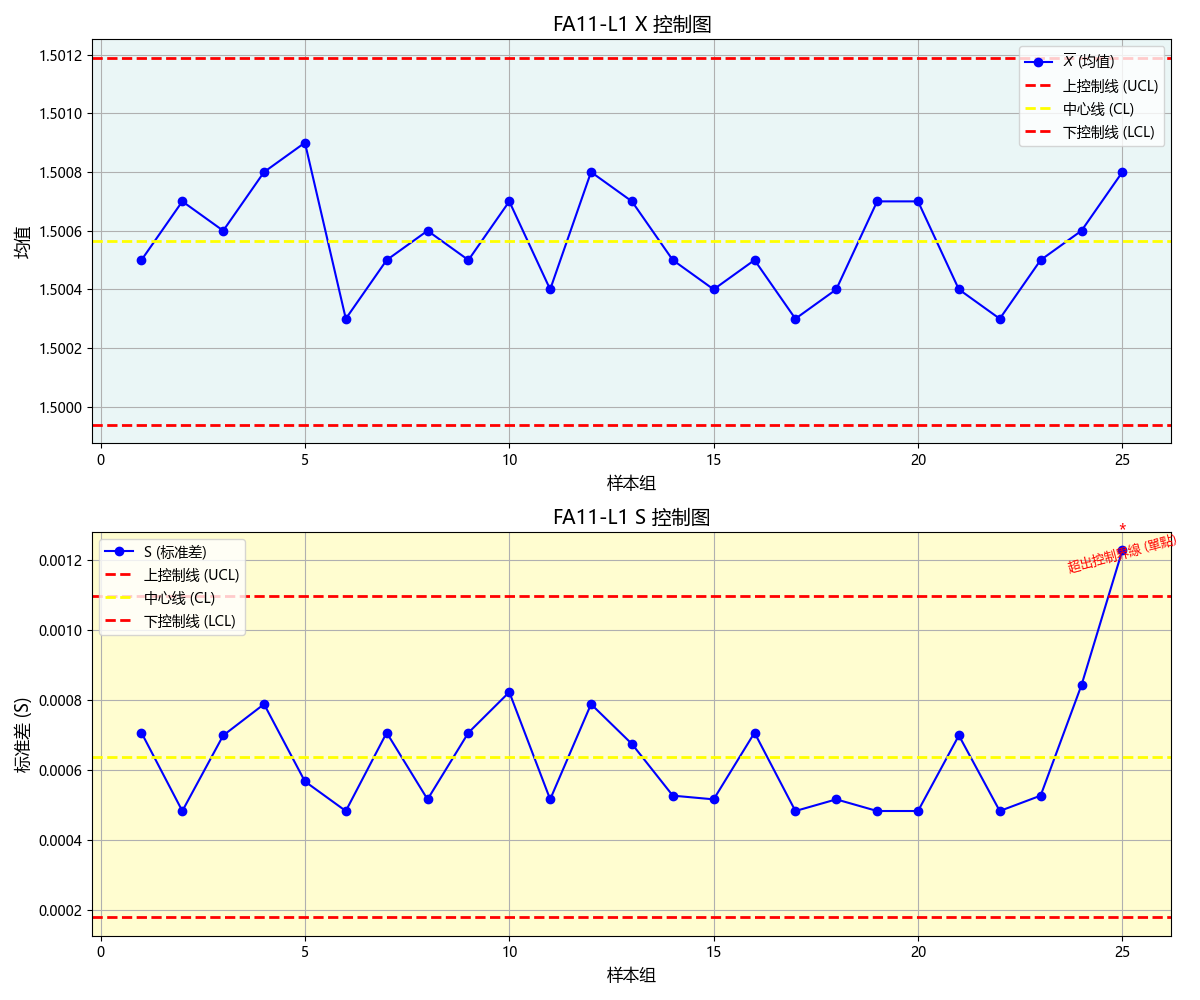 FA11-L1 X 控制图
均值
1.5012
1.5010
1.5008
1.5006
1.5004
1.5002
1.5000
X̅ (均值)
上控制线 (UCL)
中心线 (CL)
下控制线 (LCL)
0 5 10 15 20 25
样本组
FA11-L1 S 控制图
标准差 (S)
0.0012
0.0010
0.0008
0.0006
0.0004
0.0002
S (标准差)
上控制线 (UCL)
中心线 (CL)
下控制线 (LCL)
*
超出控制界線 (單點)
0 5 10 15 20 25
样本组